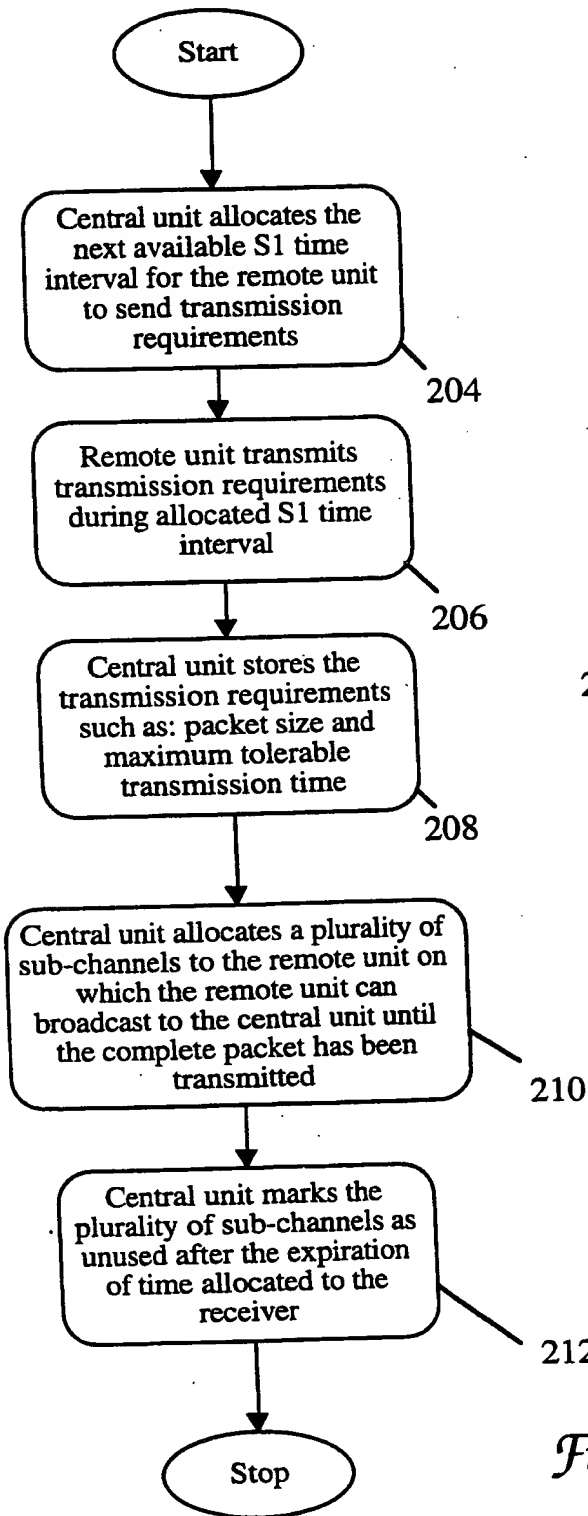 Start
Central unit allocates the
next available S1 time
interval for the remote unit
to send transmission
requirements
204
Remote unit transmits
transmission requirements
during allocated S1 time
interval
206
Central unit stores the
transmission requirements
such as: packet size and
maximum tolerable
transmission time
208
Central unit allocates a plurality of
sub-channels to the remote unit on
which the remote unit can
broadcast to the central unit until
the complete packet has been
transmitted
210
Central unit marks the
plurality of sub-channels as
unused after the expiration
of time allocated to the
receiver
212
Stop